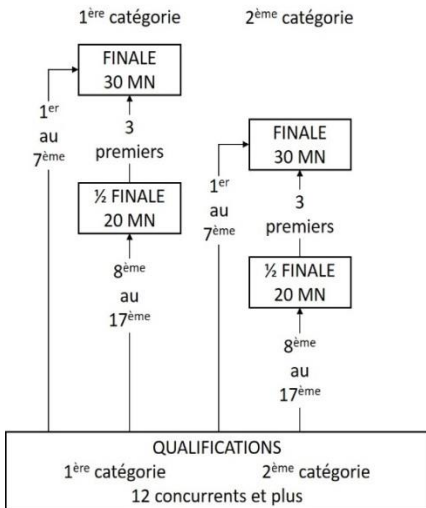 1ère catégorie
2ème catégorie
FINALE
30 MN
1er
au
7ème
3
premiers
½ FINALE
20 MN
8ème
au
17ème
FINALE
30 MN
1er
au
7ème
3
premiers
½ FINALE
20 MN
8ème
au
17ème
QUALIFICATIONS
1ère catégorie 2ème catégorie
12 concurrents et plus